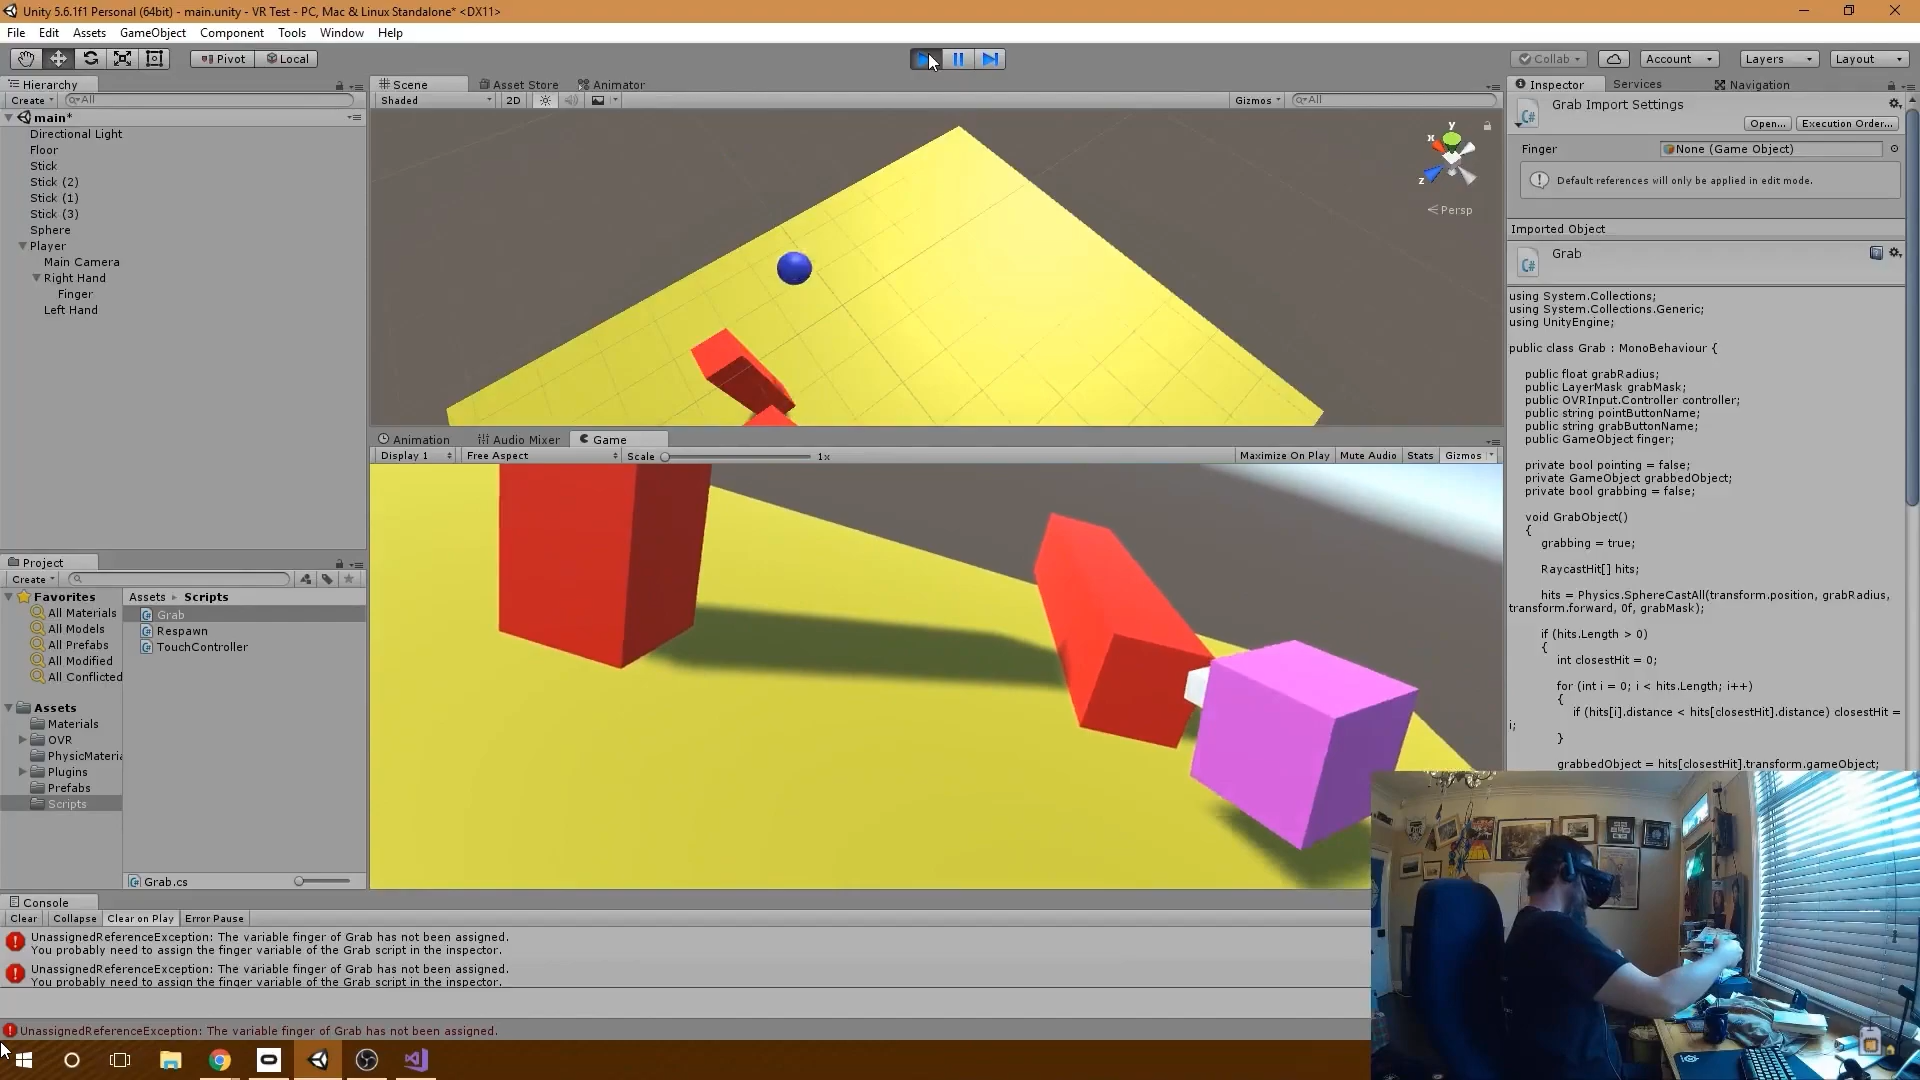 Unity 5.6.1f1 Personal (64bit) - main.unity - VR Test - PC, Mac & Linux Standalone* <DX11>
File Edit Assets GameObject Component Tools Window Help
Pivot Local Collab Account Layers Layout
Hierarchy
Create All
main*
Directional Light
Floor
Stick
Stick (2)
Stick (1)
Stick (3)
Sphere
Player
Main Camera
Right Hand
Finger
Left Hand
Scene Asset Store Animator
Shaded 2D Gizmos All
y
x
z
Persp
Animation Audio Mixer Game
Display 1 Free Aspect Scale 1x Maximize On Play Mute Audio Stats Gizmos
Inspector Services Navigation
Grab Import Settings
Open... Execution Order...
Finger None (Game Object)
Default references will only be applied in edit mode.
Imported Object
Grab
using System.Collections;
using System.Collections.Generic;
using UnityEngine;
public class Grab : MonoBehaviour {
public float grabRadius;
public LayerMask grabMask;
public OVRInput.Controller controller;
public string pointButtonName;
public string grabButtonName;
public GameObject finger;
private bool pointing = false;
private GameObject grabbedObject;
private bool grabbing = false;
void GrabObject()
{
grabbing = true;
RaycastHit[] hits;
hits = Physics.SphereCastAll(transform.position, grabRadius,
transform.forward, 0f, grabMask);
if (hits.Length > 0)
{
int closestHit = 0;
for (int i = 0; i < hits.Length; i++)
{
if (hits[i].distance < hits[closestHit].distance) closestHit =
i;
}
grabbedObject = hits[closestHit].transform.gameObject;
Project
Create
Favorites
All Materials
All Models
All Prefabs
All Modified
All Conflicted
Assets
Materials
OVR
PhysicMateria
Plugins
Prefabs
Scripts
Assets Scripts
Grab
Respawn
TouchController
Grab.cs
Console
Clear Collapse Clear on Play Error Pause
UnassignedReferenceException: The variable finger of Grab has not been assigned.
You probably need to assign the finger variable of the Grab script in the inspector.
UnassignedReferenceException: The variable finger of Grab has not been assigned.
You probably need to assign the finger variable of the Grab script in the inspector.
UnassignedReferenceException: The variable finger of Grab has not been assigned.